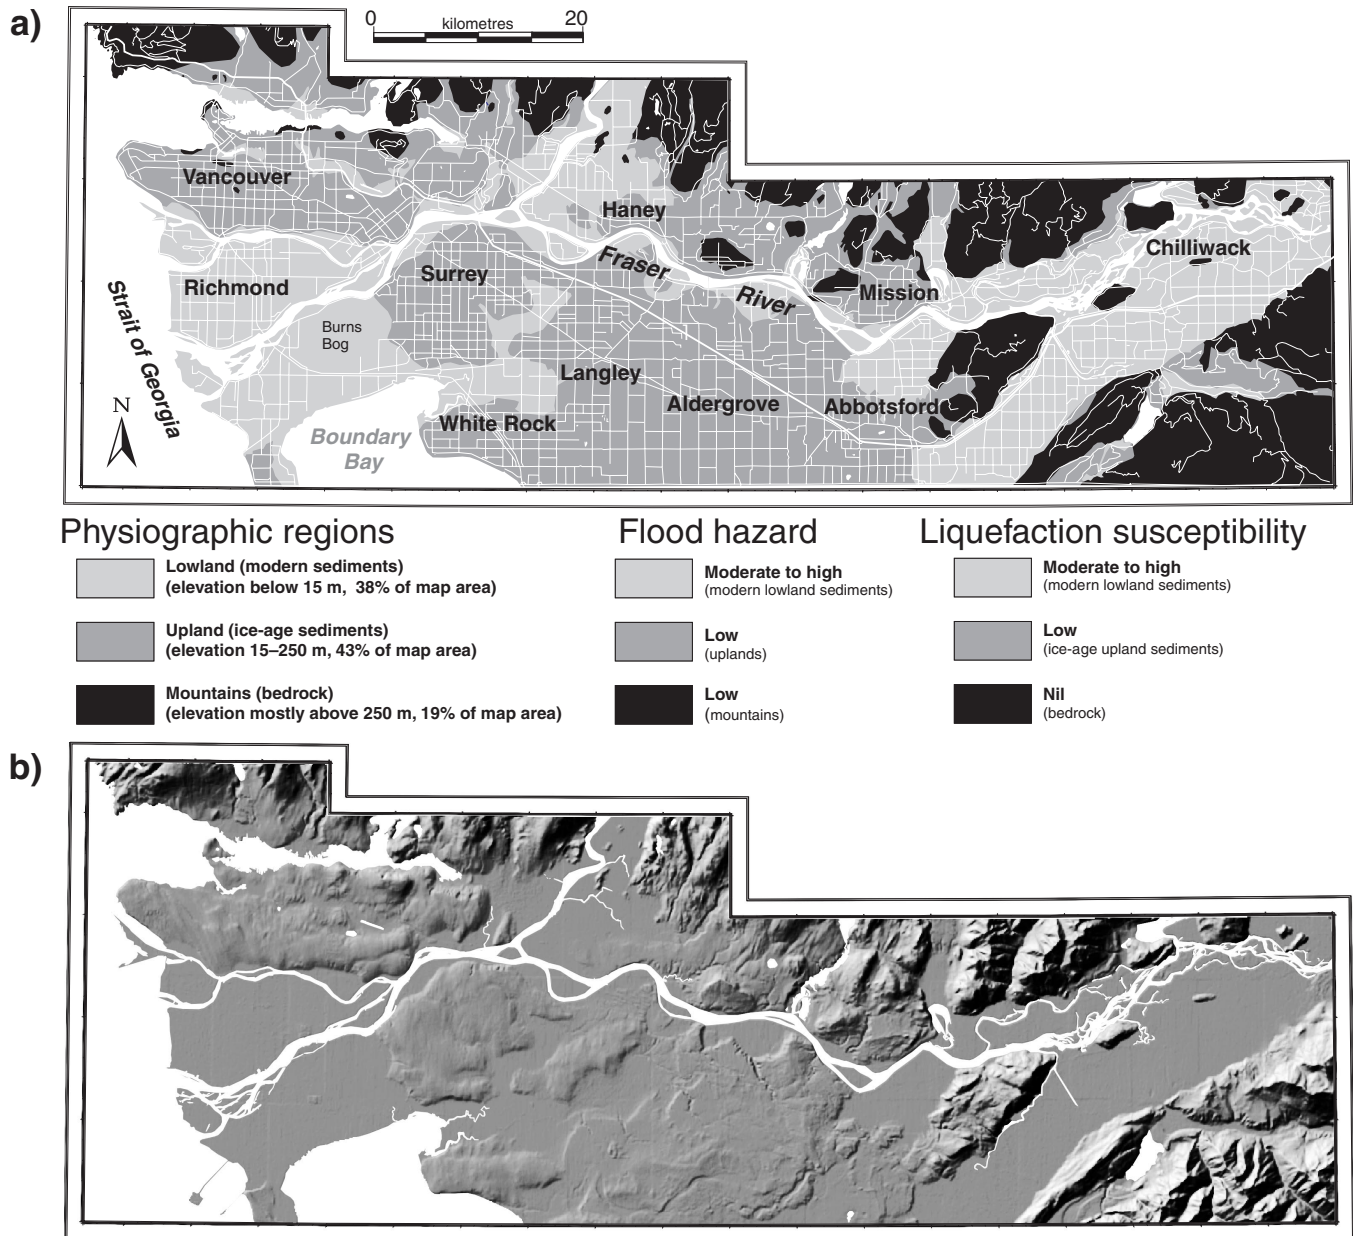 a)
0 kilometres 20
Vancouver
Haney
Chilliwack
Fraser
River
Surrey
Richmond
Mission
Strait of Georgia
Burns
Bog
Langley
Aldergrove
Abbotsford
White Rock
N
Boundary
Bay
Physiographic regions
Lowland (modern sediments)
(elevation below 15 m, 38% of map area)
Upland (ice-age sediments)
(elevation 15–250 m, 43% of map area)
Mountains (bedrock)
(elevation mostly above 250 m, 19% of map area)
Flood hazard
Moderate to high
(modern lowland sediments)
Low
(uplands)
Low
(mountains)
Liquefaction susceptibility
Moderate to high
(modern lowland sediments)
Low
(ice-age upland sediments)
Nil
(bedrock)
b)